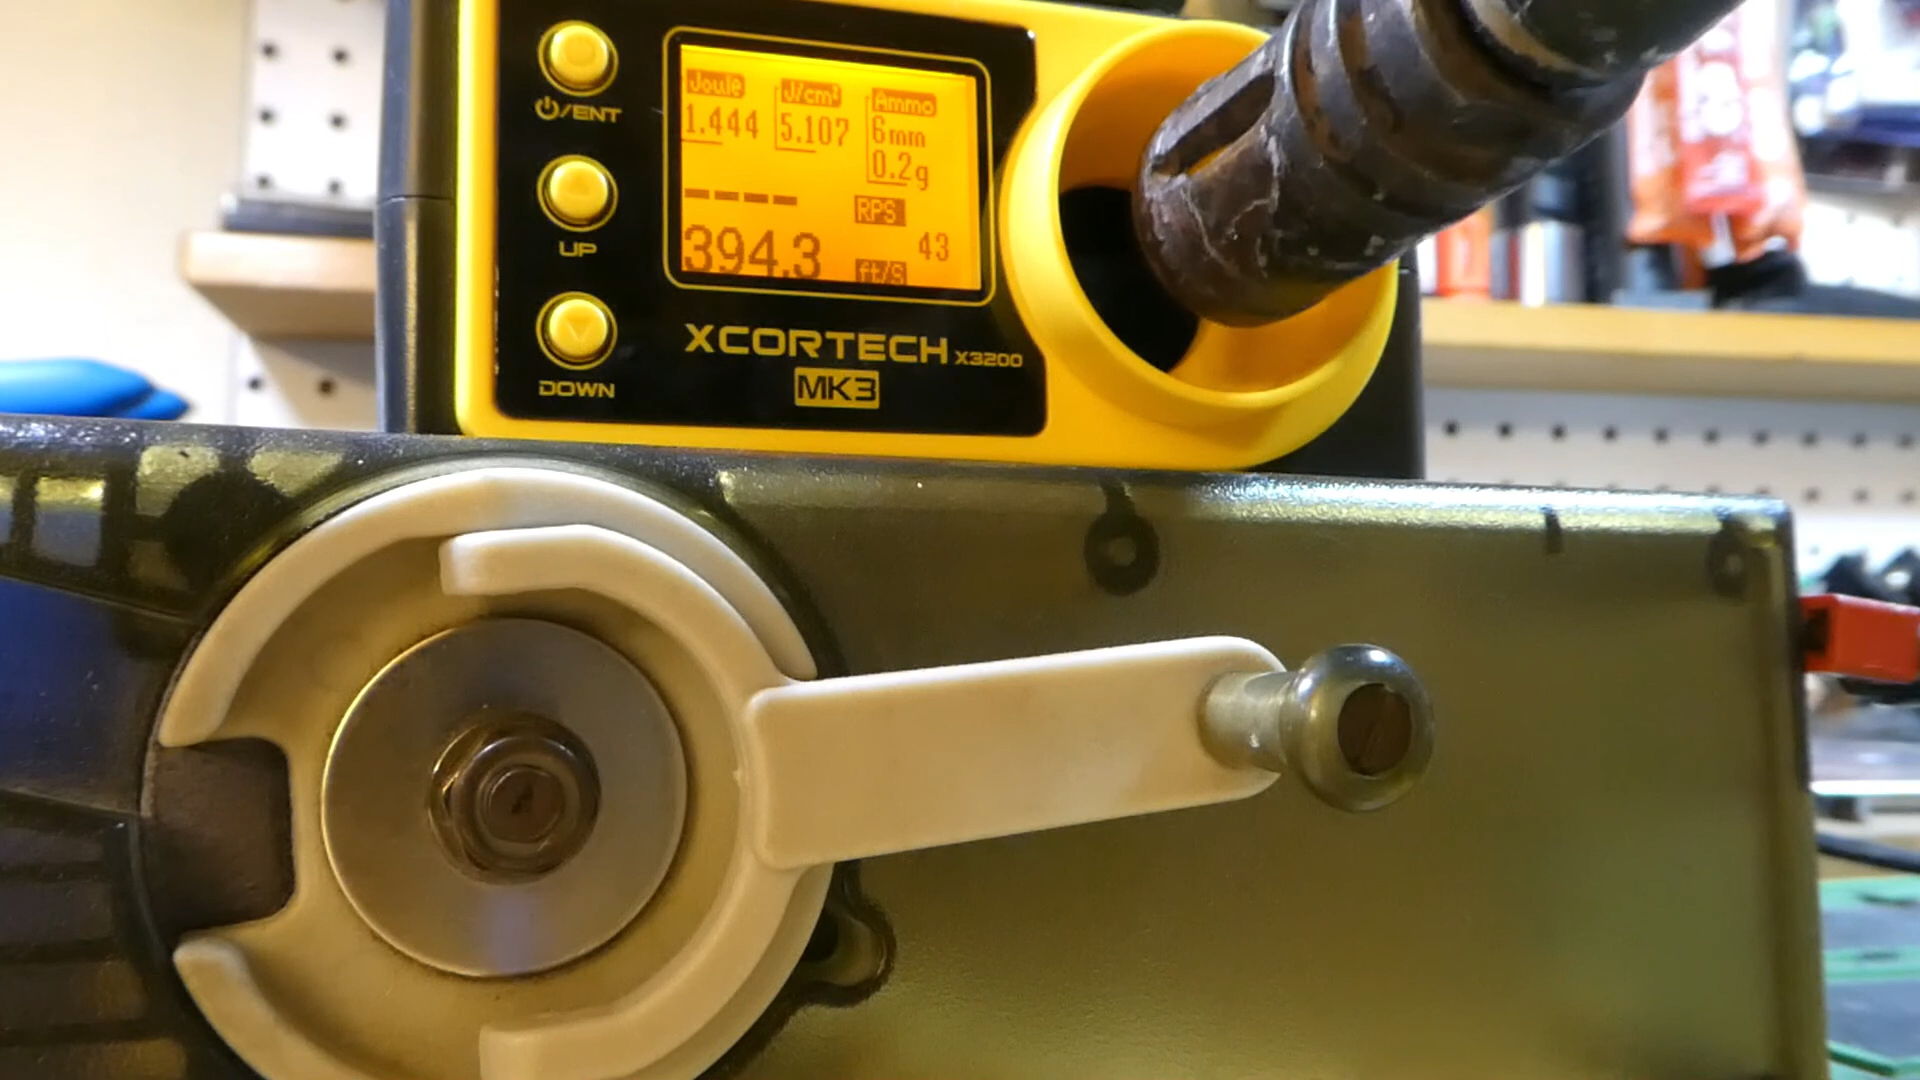 ⏻/ENT
UP
DOWN
Joule
1.444
J/cm²
5.107
Ammo
6mm
0.2g
----
RPS
43
394.3
ft/S
XCORTECH X3200
MK3